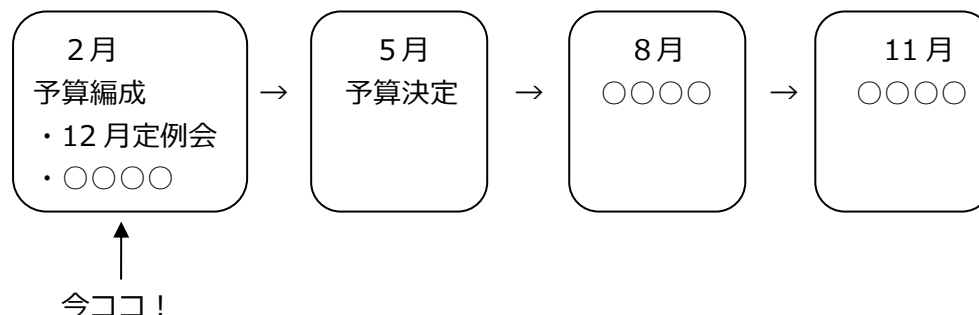 2月
予算編成
・12月定例会
・○○○○
→
5月
予算決定
→
8月
○○○○
→
11月
○○○○
今ココ！